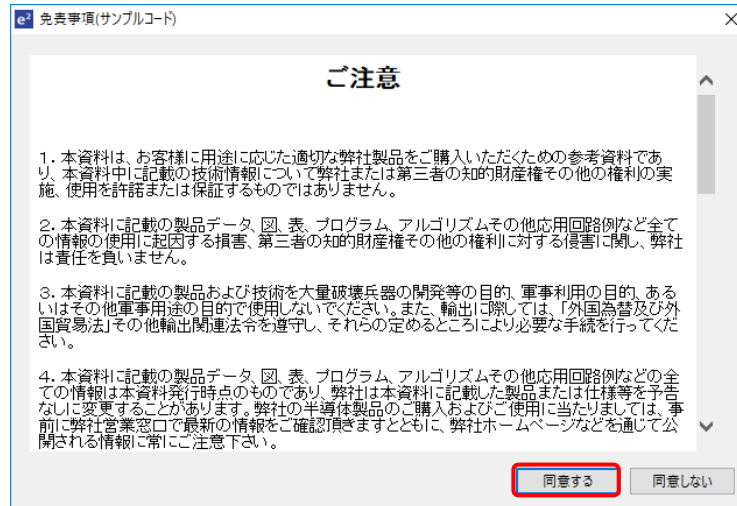 e² 免責事項(サンプルコード)
ご注意
1. 本資料は、お客様に用途に応じた適切な弊社製品をご購入いただくための参考資料であ
り、本資料中に記載の技術情報について弊社または第三者の知的財産権その他の権利の実
施、使用を許諾または保証するものではありません。
2. 本資料に記載の製品データ、図、表、プログラム、アルゴリズムその他応用回路例など全て
の情報の使用に起因する損害、第三者の知的財産権その他の権利に対する侵害に関し、弊社
は責任を負いません。
3. 本資料に記載の製品および技術を大量破壊兵器の開発等の目的、軍事利用の目的、ある
いはその他軍事用途の目的で使用しないでください。また、輸出に際しては、「外国為替及び外
国貿易法」その他輸出関連法令を遵守し、それらの定めるところにより必要な手続を行ってくだ
さい。
4. 本資料に記載の製品データ、図、表、プログラム、アルゴリズムその他応用回路例などの全
ての情報は本資料発行時点のものであり、弊社は本資料に記載した製品または仕様等を予告
なしに変更することがあります。弊社の半導体製品のご購入およびご使用に当たりましては、事
前に弊社営業窓口で最新の情報をご確認頂きますとともに、弊社ホームページなどを通じて公
開される情報に常にご注意下さい。
同意する 同意しない